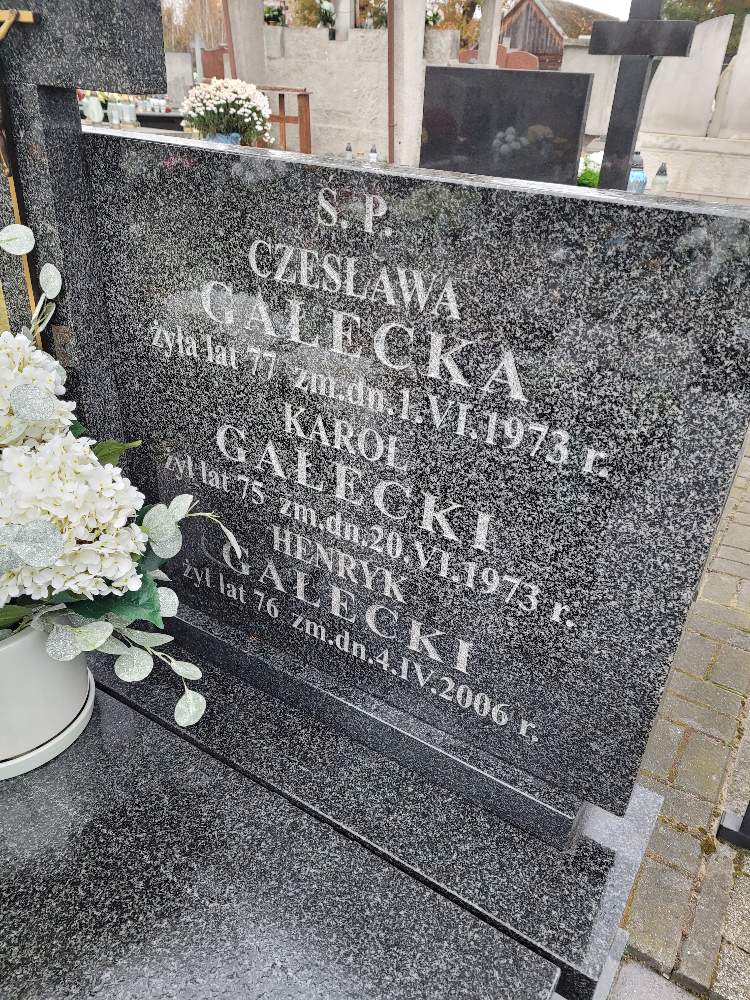 Ś. P.
CZESŁAWA
GAŁECKA
żyła lat 77 zm.dn.1.VI.1973 r.
KAROL
GAŁECKI
żył lat 75 zm.dn.20.VI.1973 r.
HENRYK
GAŁECKI
żył lat 76 zm.dn.4.IV.2006 r.